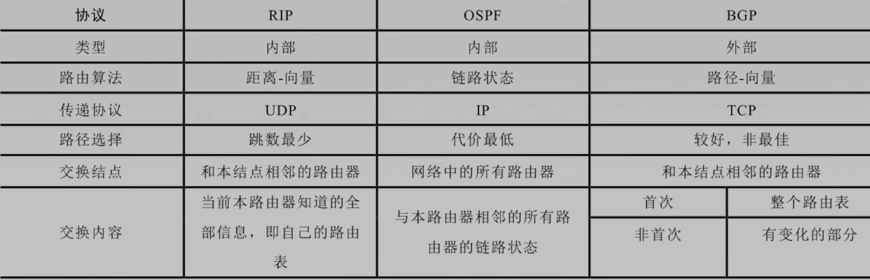 协议 RIP OSPF BGP
类型 内部 内部 外部
路由算法 距离-向量 链路状态 路径-向量
传递协议 UDP IP TCP
路径选择 跳数最少 代价最低 较好，非最佳
交换结点 和本结点相邻的路由器 网络中的所有路由器 和本结点相邻的路由器
交换内容
当前本路由器知道的全
部信息，即自己的路由
表
与本路由器相邻的所有路
由器的链路状态
首次 整个路由表
非首次 有变化的部分